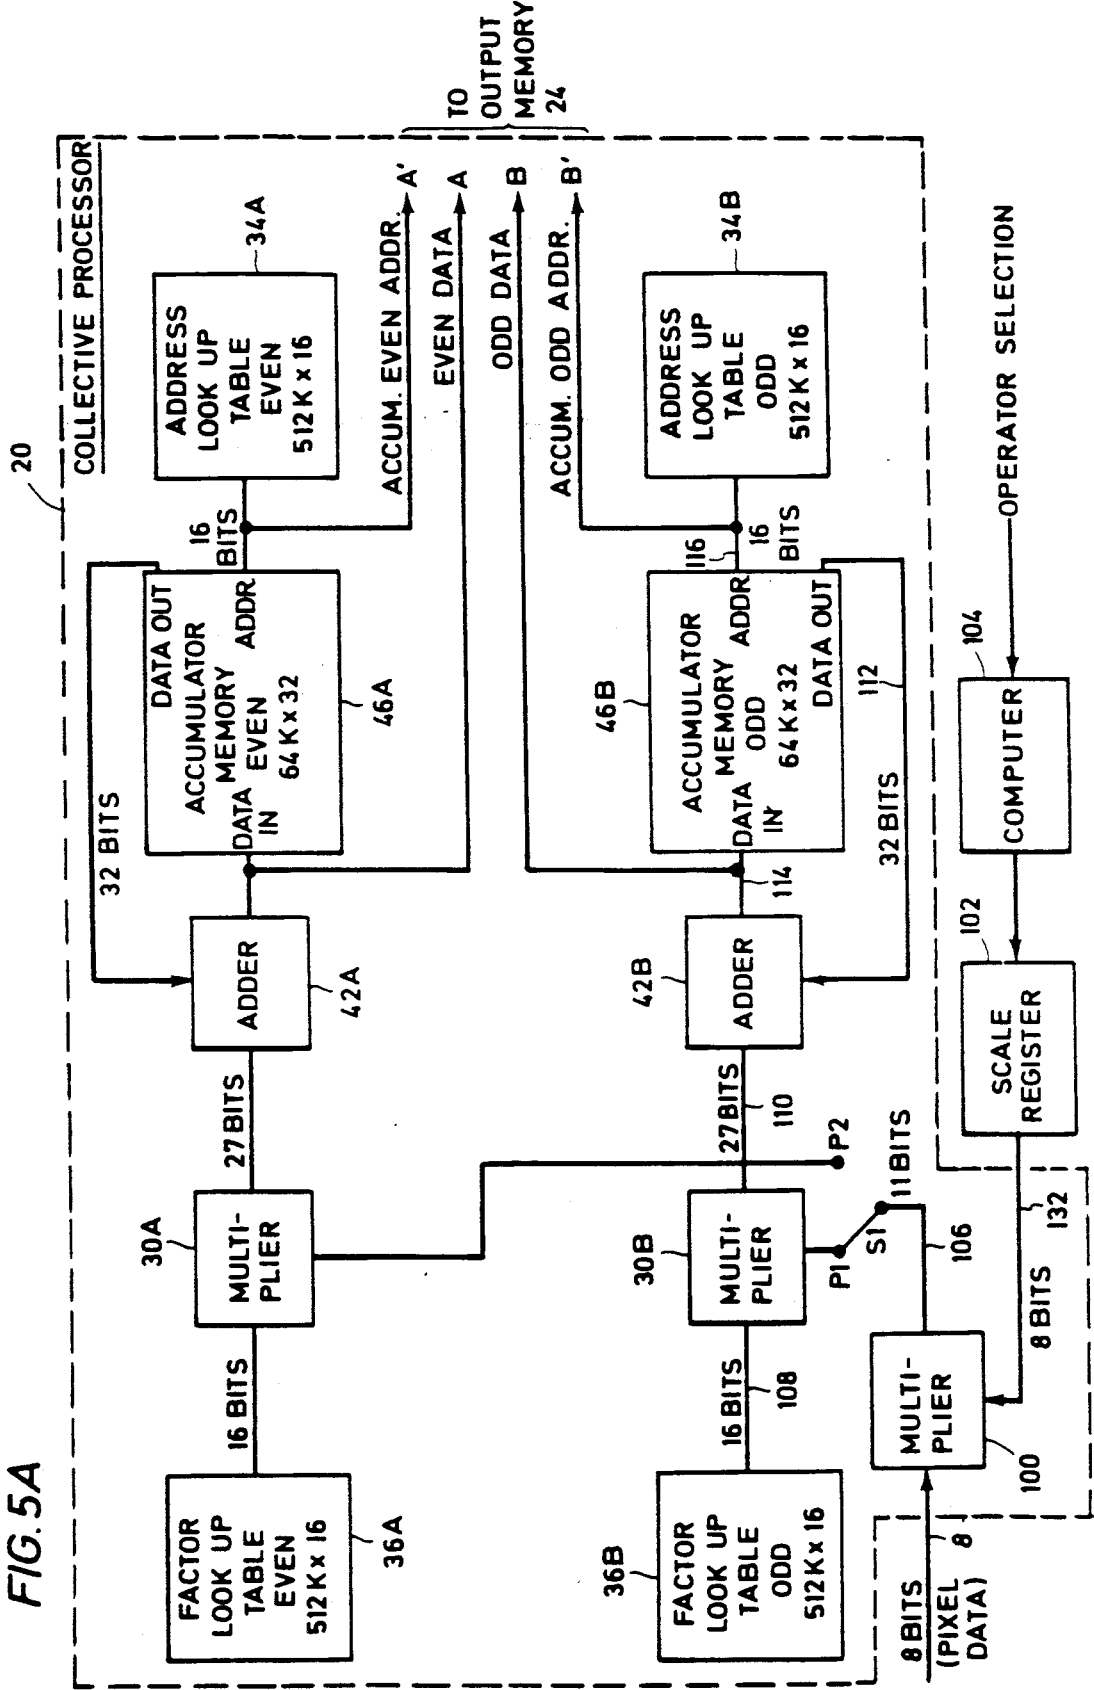 FIG. 5A
20
COLLECTIVE PROCESSOR
FACTOR
LOOK UP
TABLE
EVEN
512 K x 16
36A
16 BITS
30A
MULTI-
PLIER
27 BITS
ADDER
42A
32 BITS
DATA OUT
ACCUMULATOR
MEMORY
EVEN
64 K x 32
DATA
IN
ADDR
46A
16
BITS
ADDRESS
LOOK UP
TABLE
EVEN
512 K x 16
34A
ACCUM. EVEN ADDR.
A'
EVEN DATA
A
ODD DATA
B
ACCUM. ODD ADDR.
B'
TO
OUTPUT
MEMORY
24
FACTOR
LOOK UP
TABLE
ODD
512 K x 16
36B
16 BITS
108
30B
MULTI-
PLIER
27 BITS
110
P2
P1
S1
11 BITS
106
42B
ADDER
114
46B
ACCUMULATOR
MEMORY
ODD
64 K x 32
DATA
IN
ADDR
DATA OUT
116
16
BITS
112
32 BITS
ADDRESS
LOOK UP
TABLE
ODD
512 K x 16
34B
8 BITS
(PIXEL
DATA)
8
MULTI-
PLIER
100
8 BITS
132
SCALE
REGISTER
102
COMPUTER
104
OPERATOR SELECTION